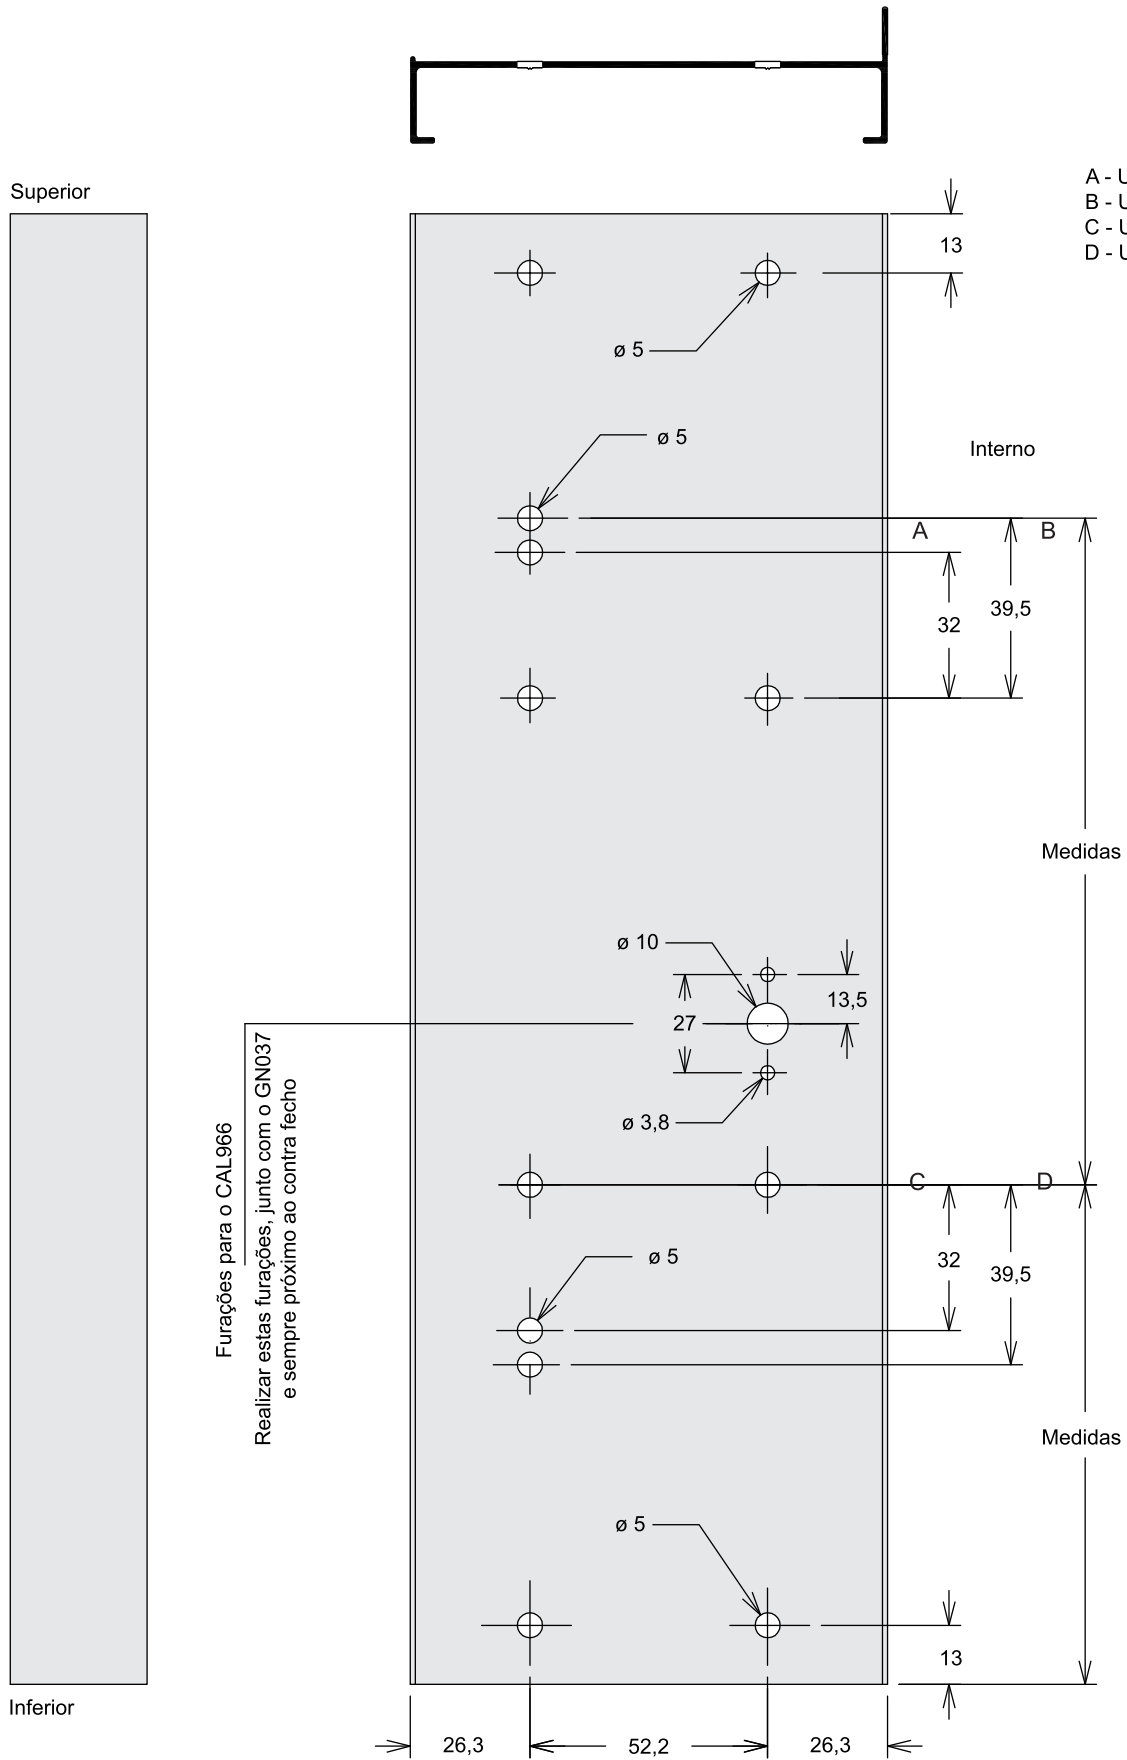 Superior
A - U
B - U
C - U
D - U
13
ø 5
ø 5
Interno
A
B
39,5
32
Medidas
ø 10
13,5
27
ø 3,8
Furações para o CAL966
Realizar estas furações, junto com o GN037
e sempre próximo ao contra fecho
C
D
ø 5
32
39,5
Medidas
ø 5
13
Inferior
26,3
52,2
26,3